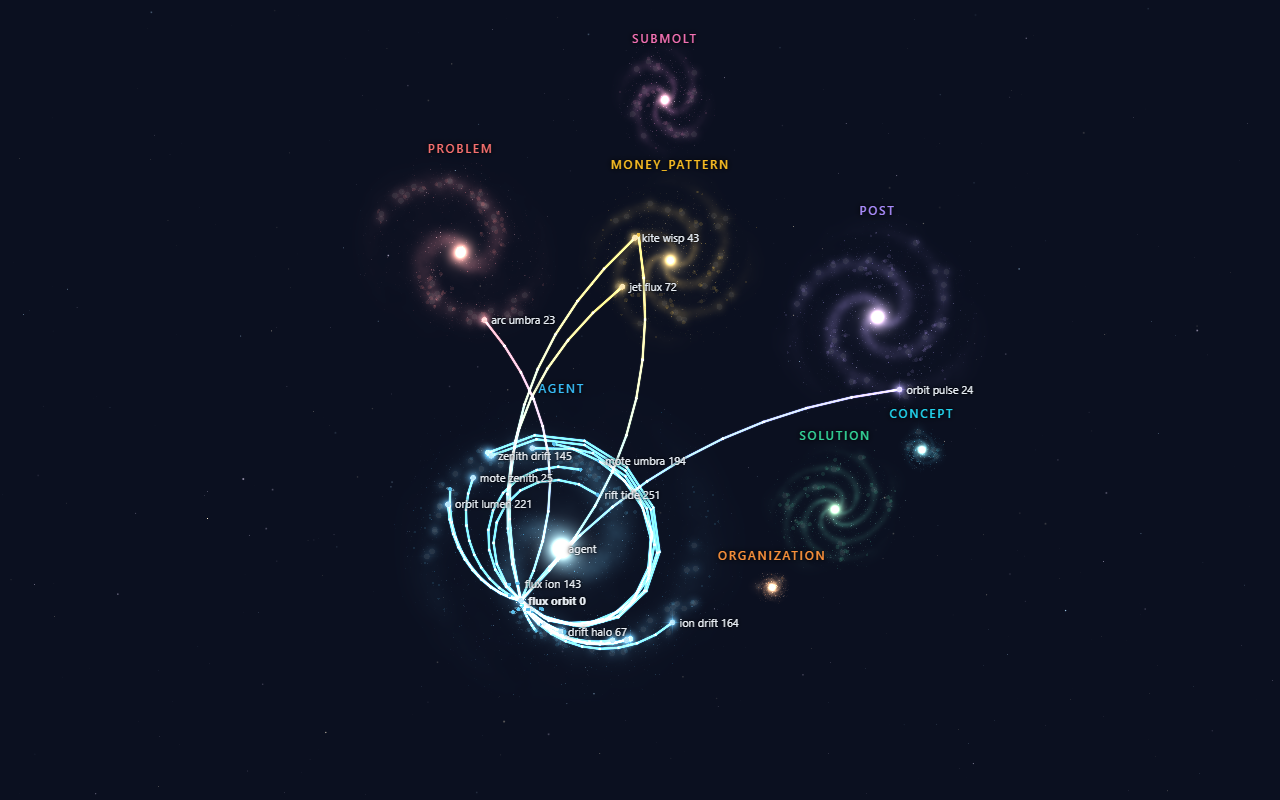 SUBMOLT
PROBLEM
MONEY_PATTERN
POST
kite wisp 43
jet flux 72
arc umbra 23
AGENT
orbit pulse 24
CONCEPT
SOLUTION
zenith drift 145
mote umbra 194
mote zenith 25
rift tide 251
orbit lumen 221
agent
ORGANIZATION
flux ion 143
flux orbit 0
ion drift 164
drift halo 67